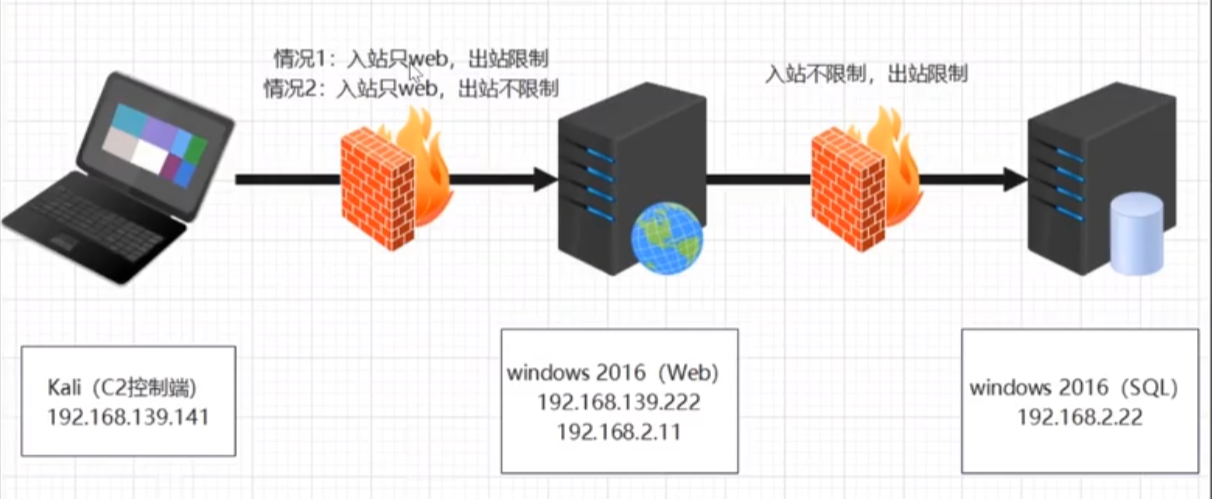 情况1：入站只web，出站限制
情况2：入站只web，出站不限制
入站不限制，出站限制
Kali（C2控制端）
192.168.139.141
windows 2016（Web）
192.168.139.222
192.168.2.11
windows 2016（SQL）
192.168.2.22